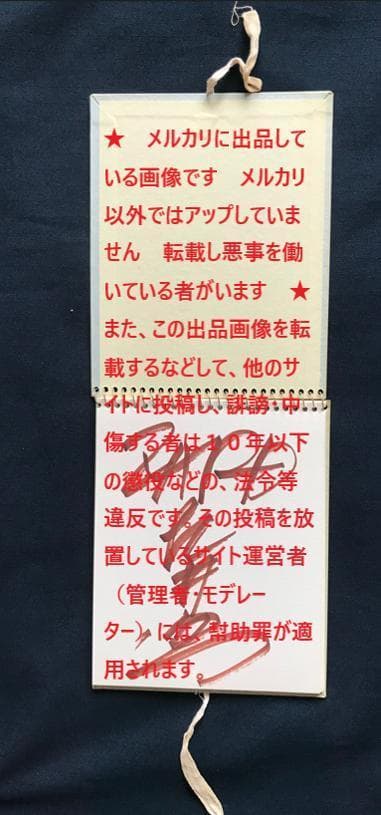 ★　メルカリに出品して
いる画像です　メルカリ
以外ではアップしていま
せん　転載し悪事を働
いている者がいます　★
また、この出品画像を転
載するなどして、他のサ
イトに投稿し、誹謗・中
傷する者は１０年以下
の懲役などの、法令等
違反です。その投稿を放
置しているサイト運営者
（管理者・モデレー
ター）には、幇助罪が適
用されます。